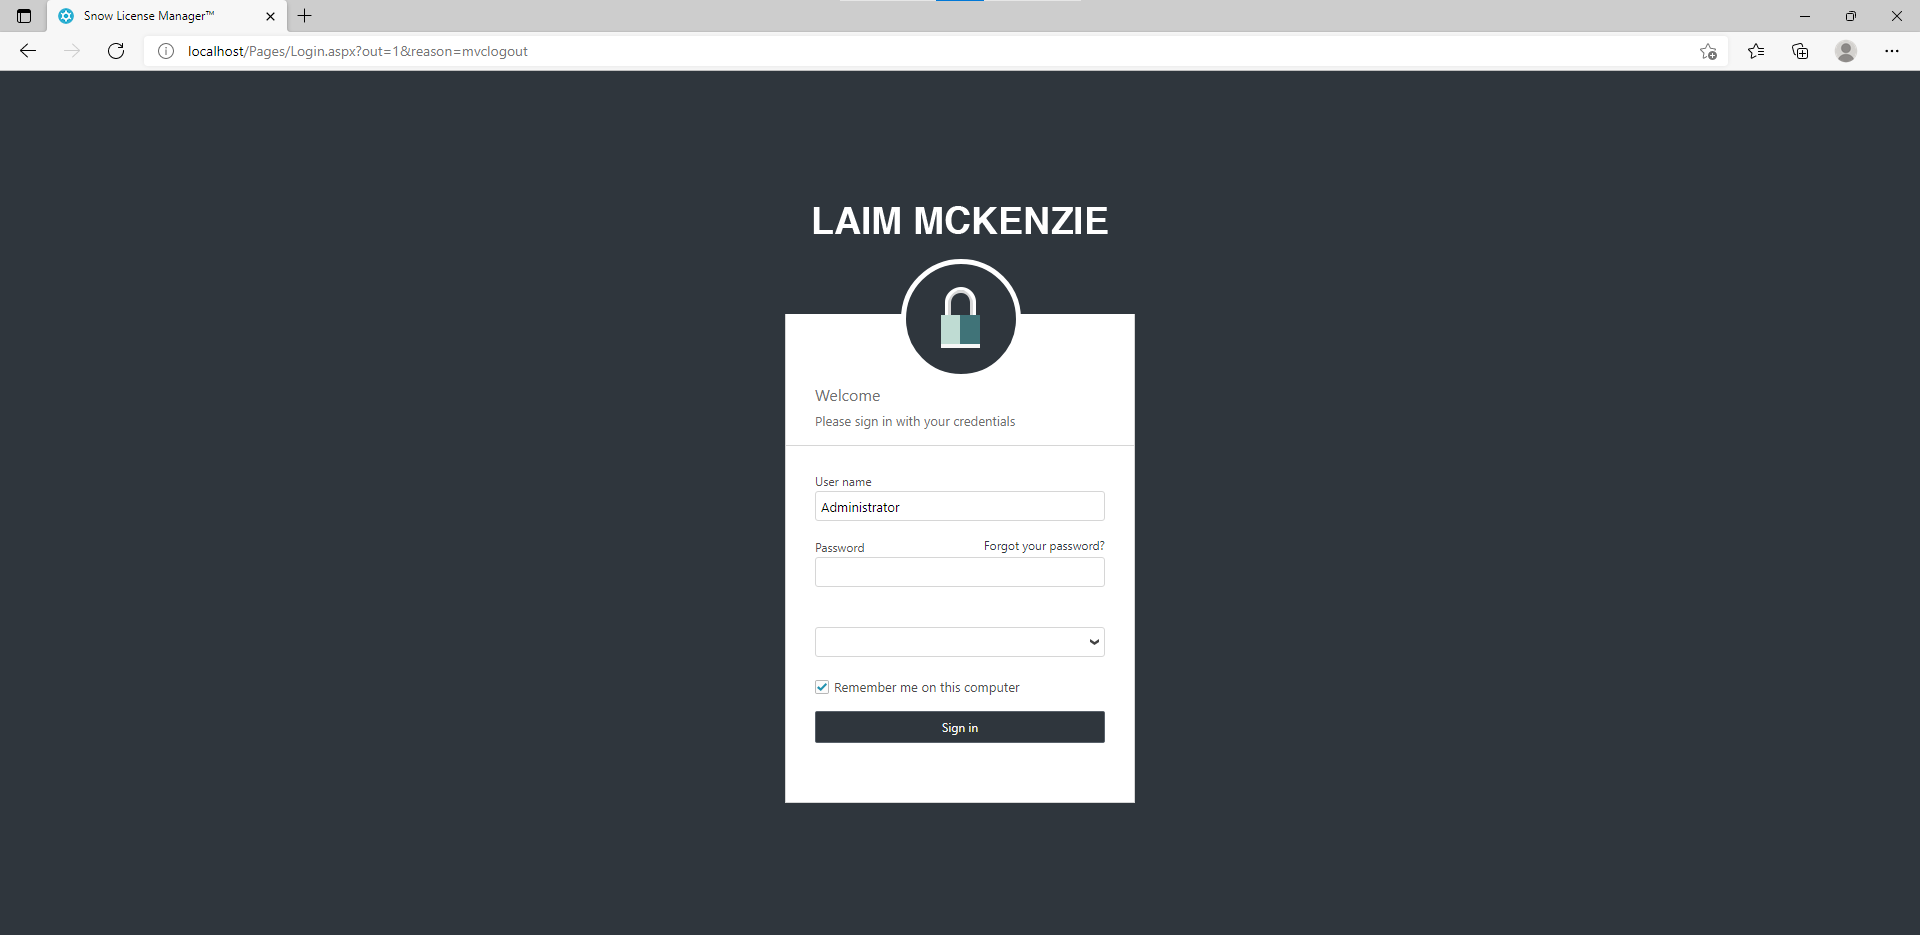 Snow License Manager™
localhost/Pages/Login.aspx?out=1&reason=mvclogout
LAIM MCKENZIE
Welcome
Please sign in with your credentials
User name
Administrator
Password
Forgot your password?
Remember me on this computer
Sign in